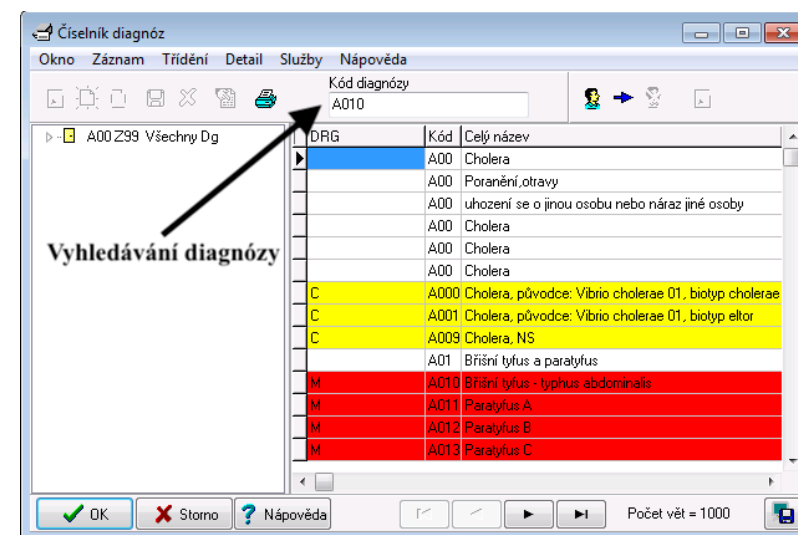 Číselník diagnóz
Okno Záznam Třídění Detail Služby Nápověda
Kód diagnózy
A010
A00 Z99 Všechny Dg
DRG Kód Celý název
A00 Cholera
A00 Poranění,otravy
A00 uhození se o jinou osobu nebo náraz jiné osoby
A00 Cholera
A00 Cholera
A00 Cholera
Vyhledávání diagnózy
C A000 Cholera, původce: Vibrio cholerae 01, biotyp cholerae
C A001 Cholera, původce: Vibrio cholerae 01, biotyp eltor
C A009 Cholera, NS
A01 Břišní tyfus a paratyfus
M A010 Břišní tyfus - typhus abdominalis
M A011 Paratyfus A
M A012 Paratyfus B
M A013 Paratyfus C
OK Storno Nápověda Počet vět = 1000